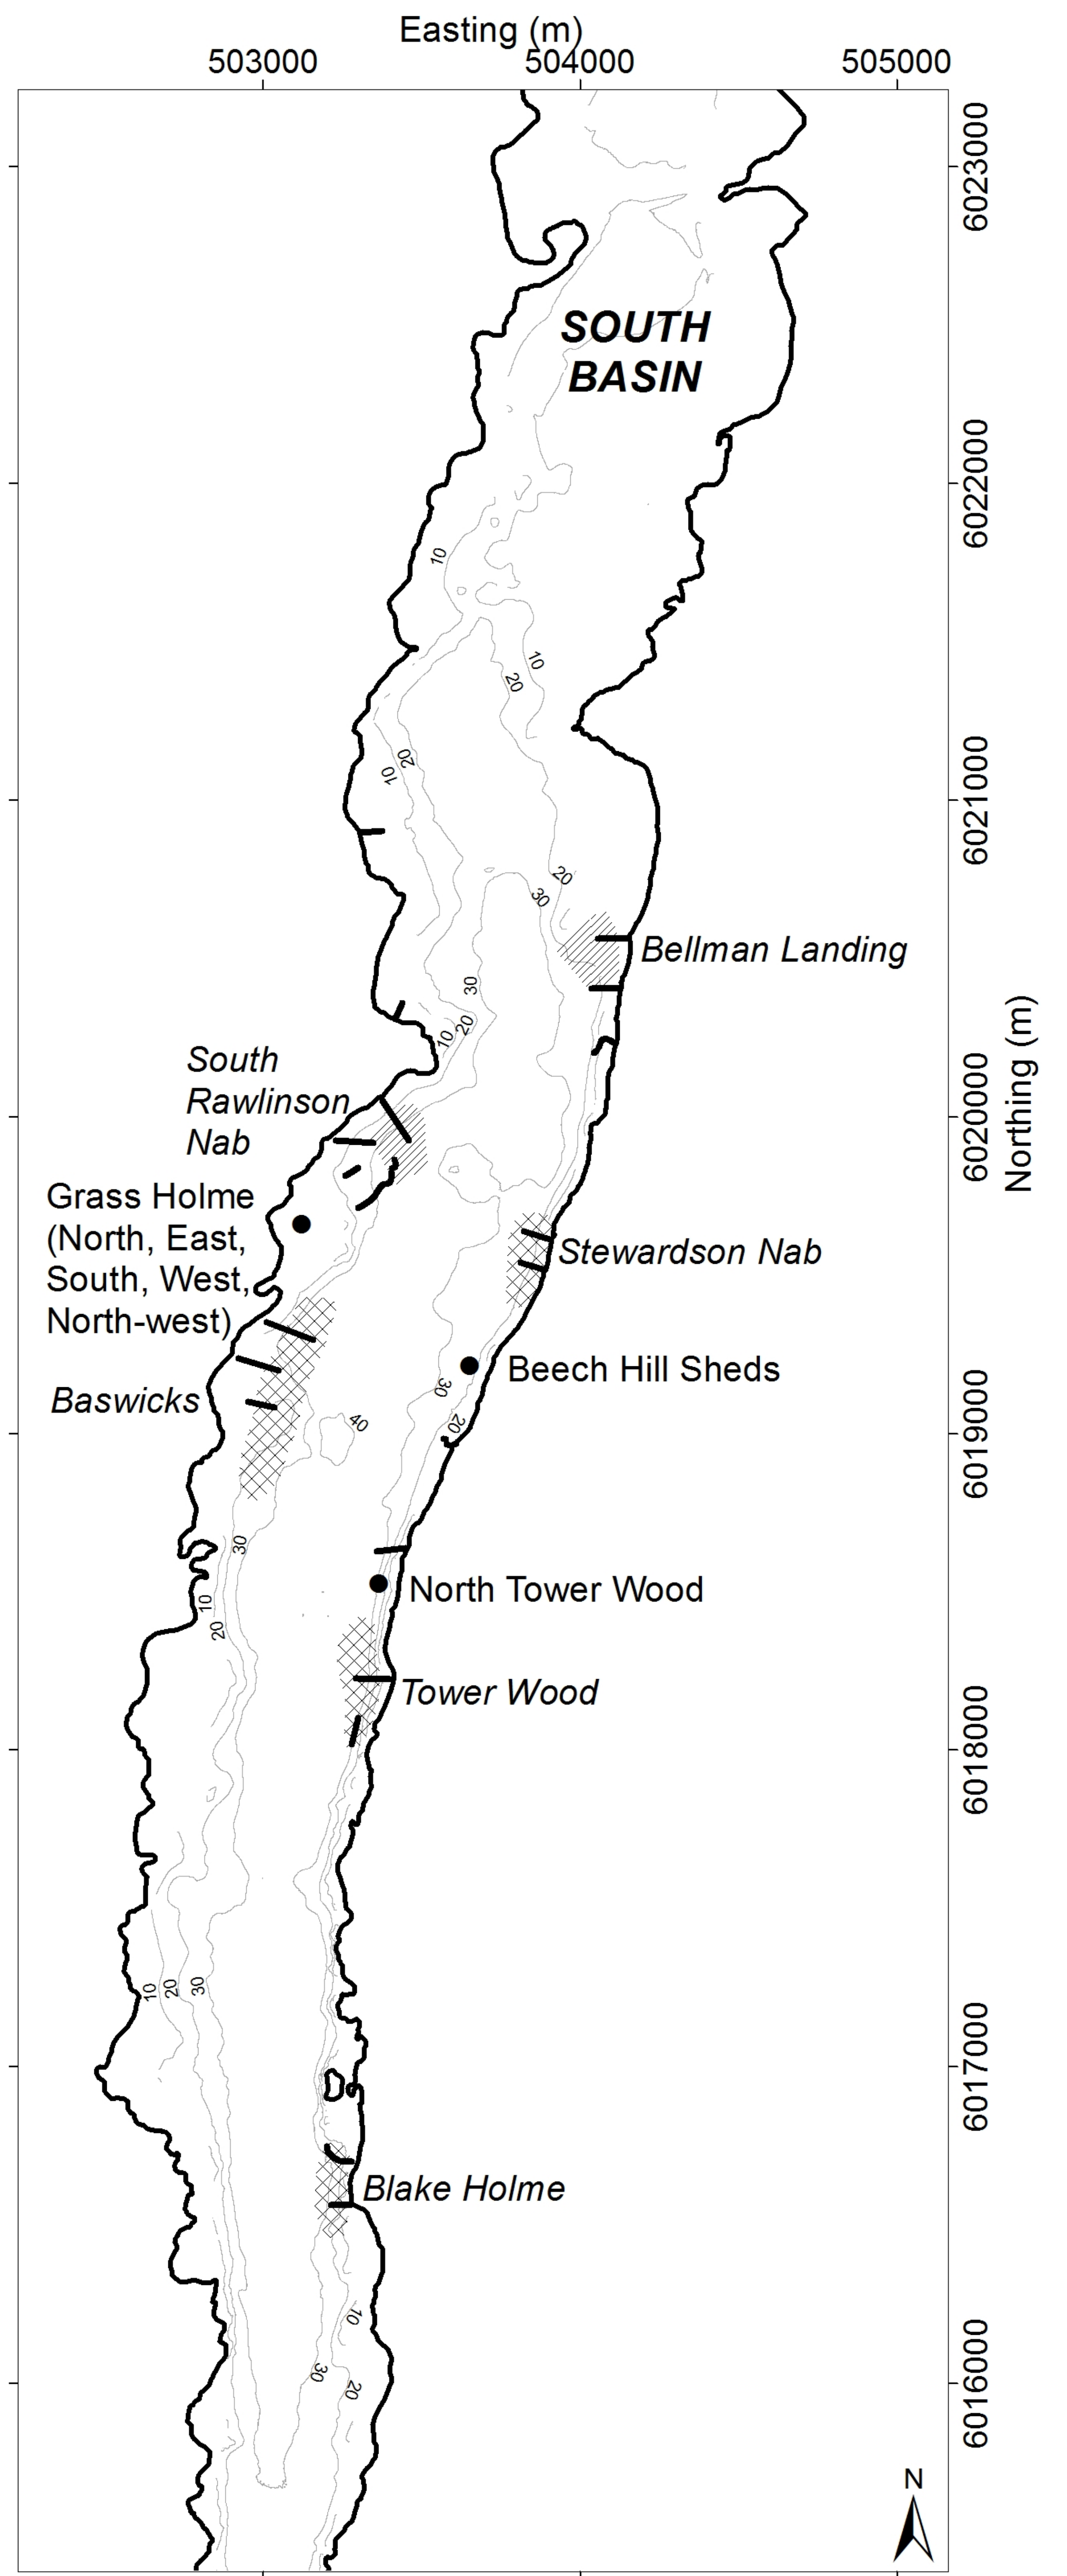 Easting (m)
503000 504000 505000
6023000
SOUTH
BASIN
6022000
10
10
20
20
10
6021000
20
30
Bellman Landing
30
20
10
Northing (m)
South
Rawlinson
Nab
6020000
Grass Holme
(North, East,
South, West,
North-west)
Stewardson Nab
Beech Hill Sheds
30
Baswicks
40
20
6019000
30
North Tower Wood
10
20
Tower Wood
6018000
10 20 30
6017000
Blake Holme
10
30
20
6016000
N